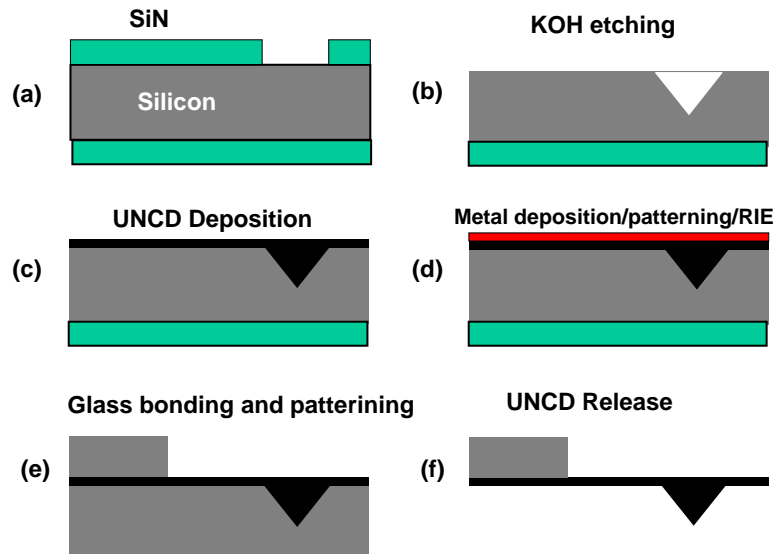 SiN
KOH etching
(a)
Silicon
(b)
UNCD Deposition
Metal deposition/patterning/RIE
(c)
(d)
Glass bonding and patterining
UNCD Release
(e)
(f)